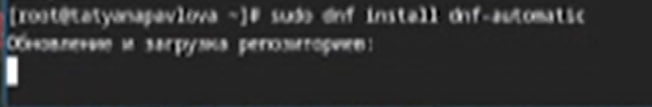 [root@tatyanapavlova ~]# sudo dnf install dnf-automatic
Обновление и загрузка репозиториев: